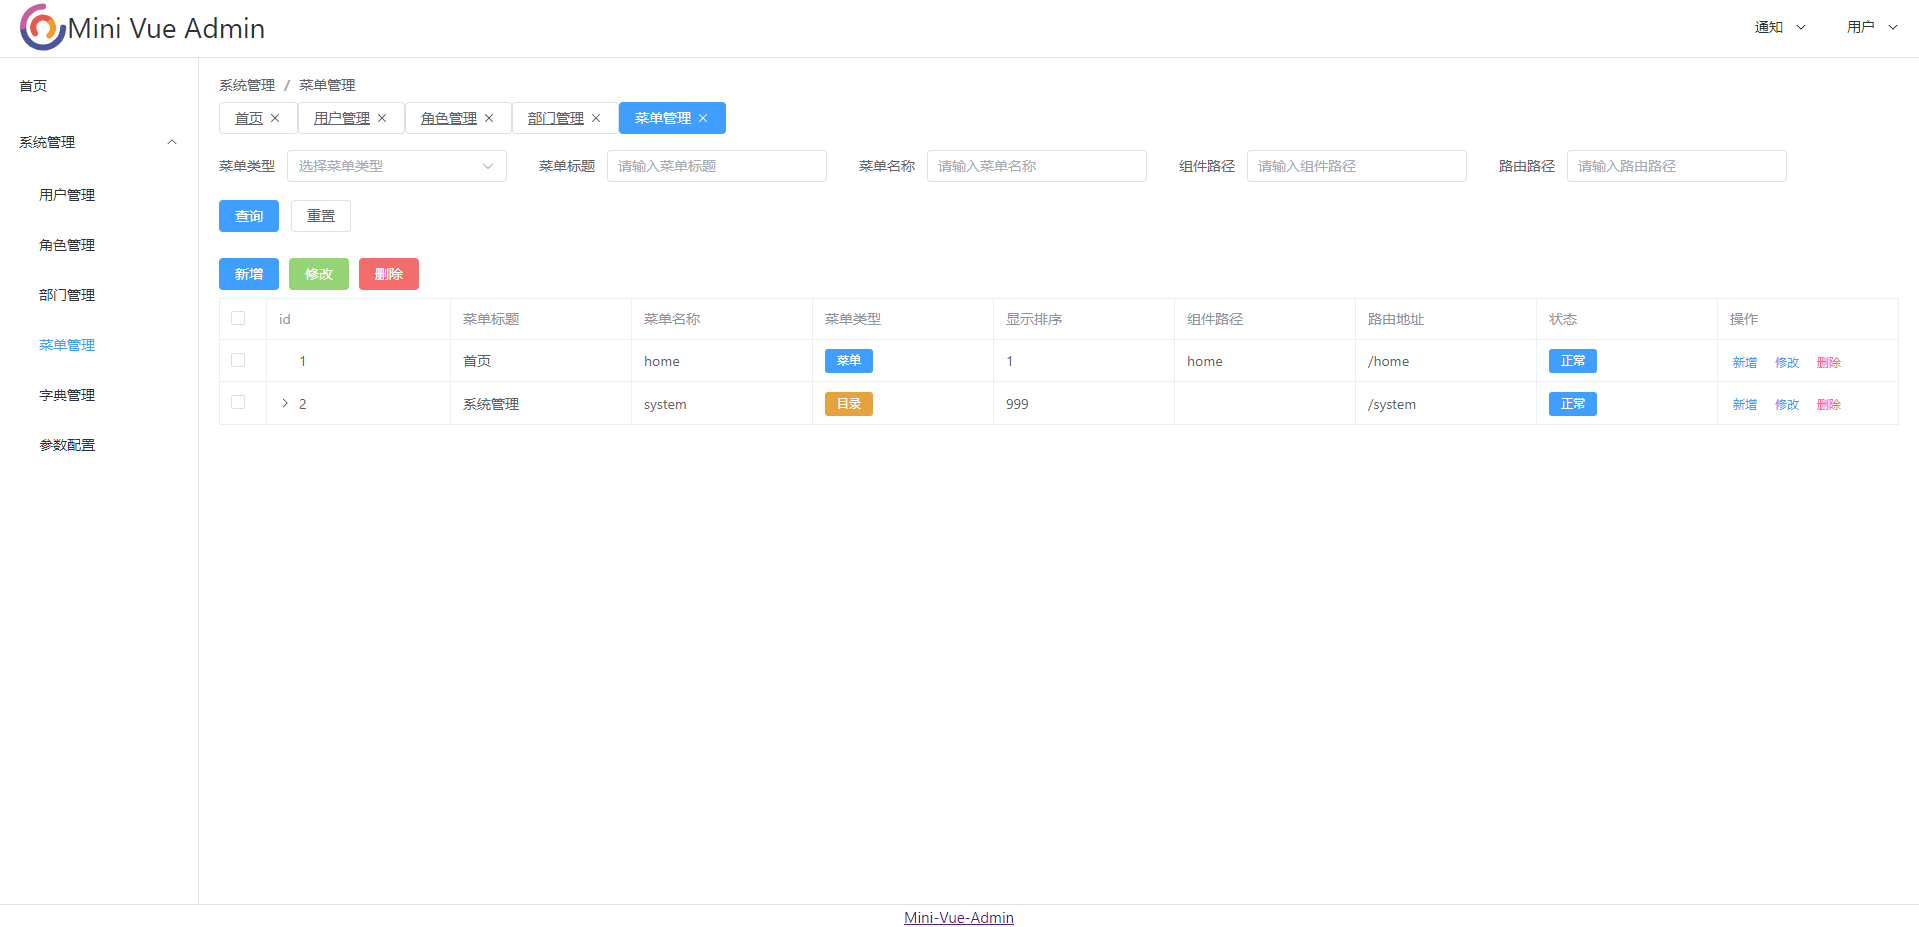 Mini Vue Admin
通知
用户
首页
系统管理
用户管理
角色管理
部门管理
菜单管理
字典管理
参数配置
系统管理 / 菜单管理
首页 用户管理 角色管理 部门管理 菜单管理
菜单类型 选择菜单类型 菜单标题 请输入菜单标题 菜单名称 请输入菜单名称 组件路径 请输入组件路径 路由路径 请输入路由路径
查询 重置
新增 修改 删除
id 菜单标题 菜单名称 菜单类型 显示排序 组件路径 路由地址 状态 操作
1 首页 home 菜单 1 home /home 正常 新增 修改 删除
2 系统管理 system 目录 999 /system 正常 新增 修改 删除
Mini-Vue-Admin